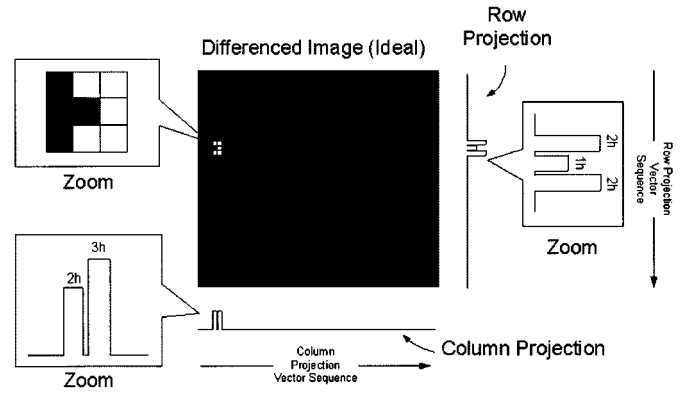 Row
Projection
Differenced Image (Ideal)
Zoom
2h
1h
2h
Row Projection
Vector
Sequence
Zoom
3h
2h
Zoom
Column
Projection
Vector Sequence
Column Projection